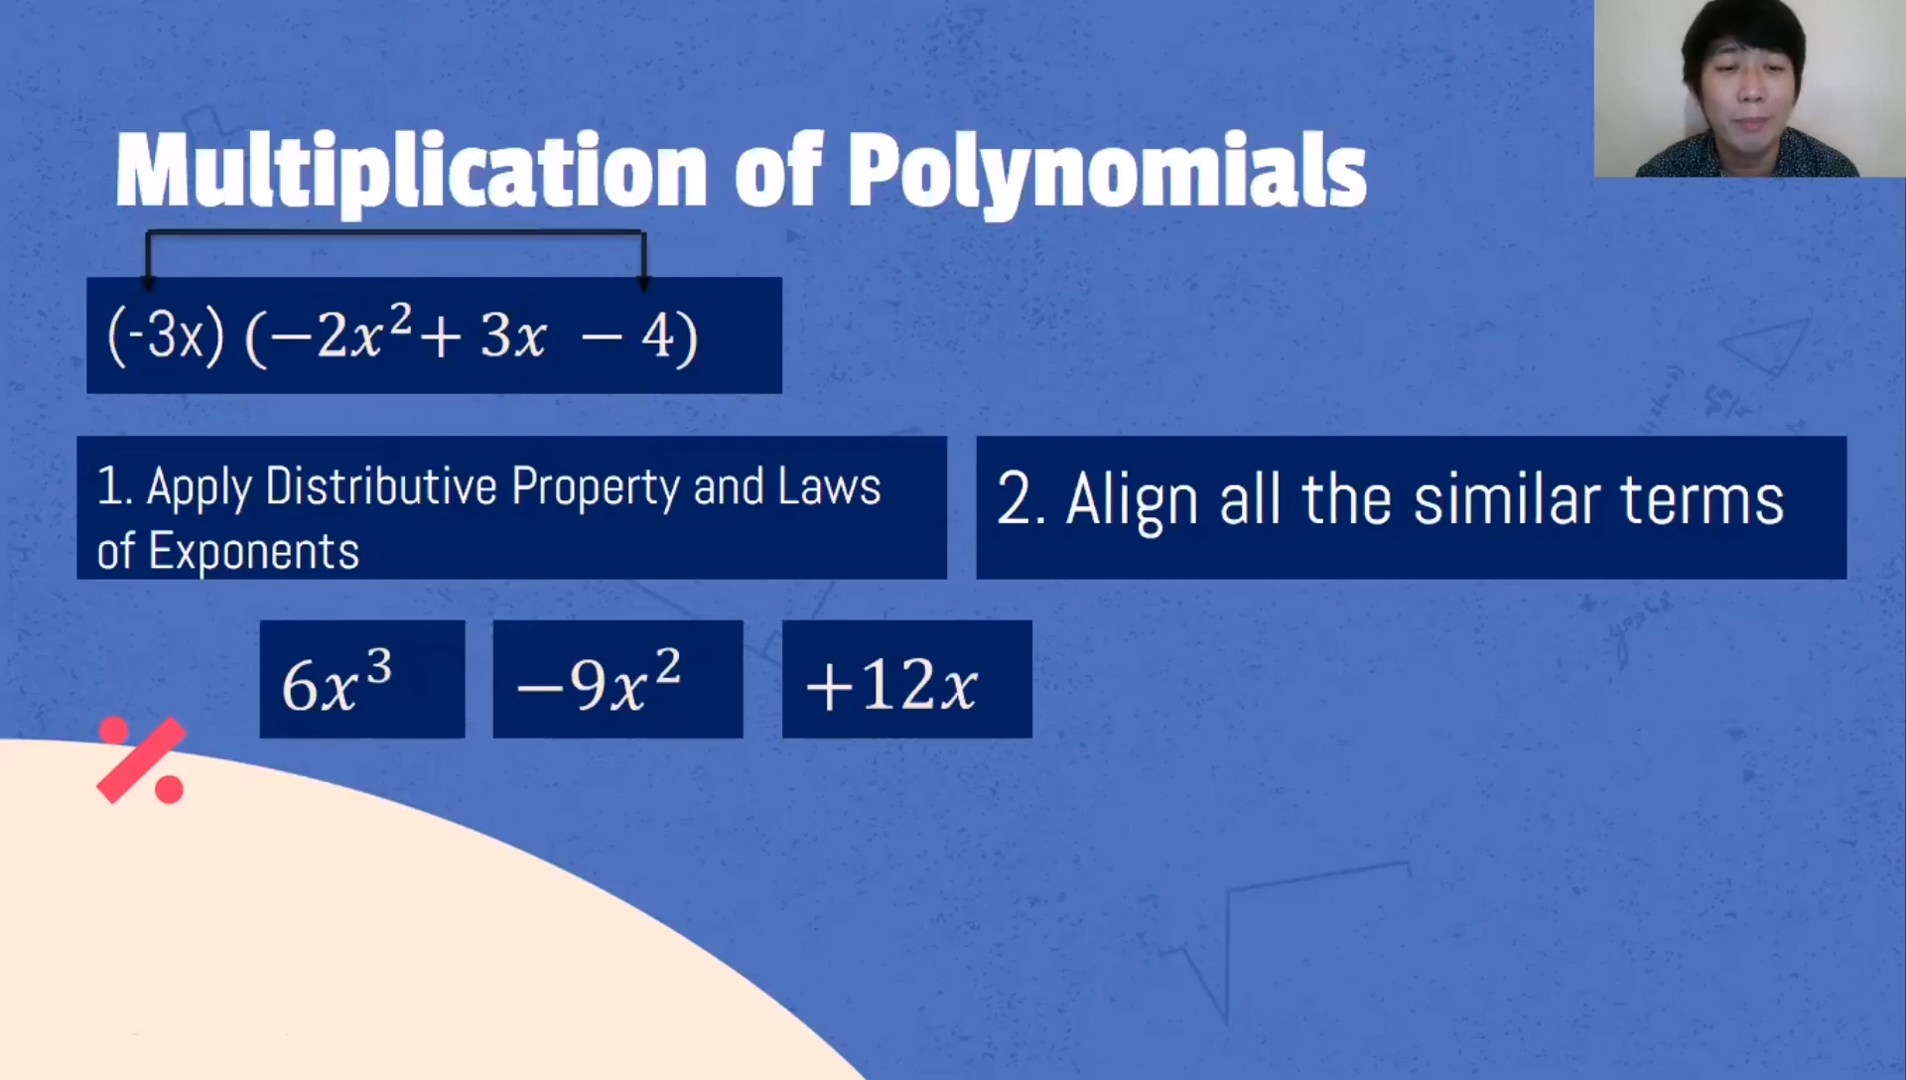 Multiplication of Polynomials
(-3x) (−2x²+ 3x − 4)
1. Apply Distributive Property and Laws
of Exponents
2. Align all the similar terms
6x³ −9x² +12x